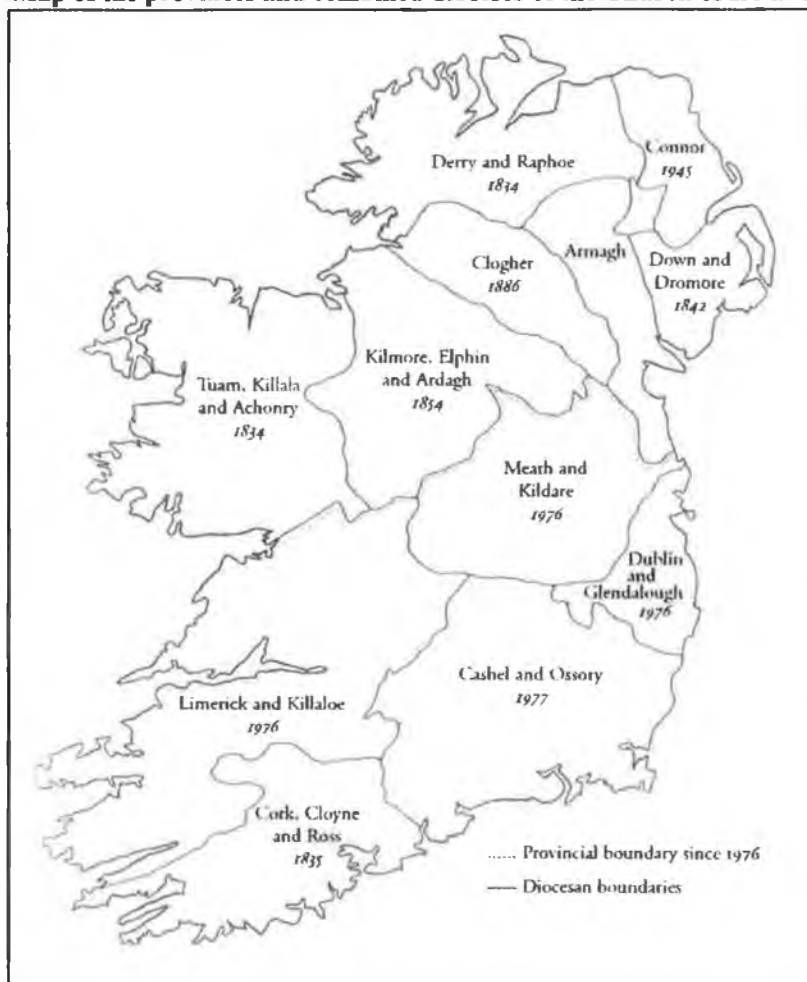 Derry and Raphoe
1834
Connor
1945
Armagh
Clogher
1886
Down and
Dromore
1842
Kilmore, Elphin
and Ardagh
1854
Tuam, Killala
and Achonry
1834
Meath and
Kildare
1976
Dublin
and
Glendalough
1976
Cashel and Ossory
1977
Limerick and Killaloe
1976
Cork, Cloyne
and Ross
1835
...... Provincial boundary since 1976
—— Diocesan boundaries